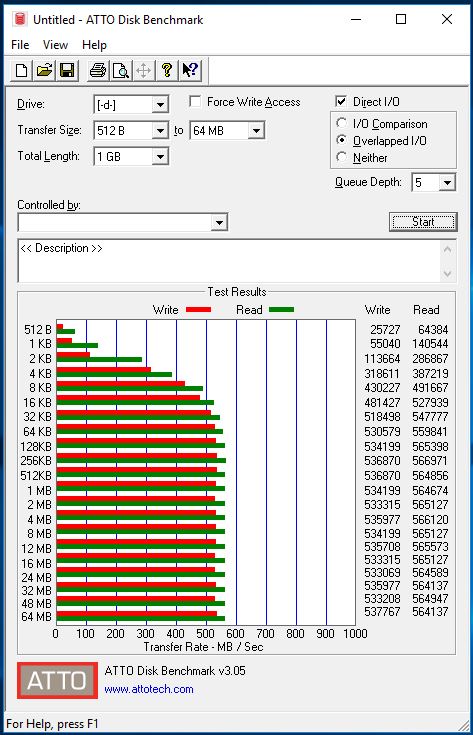 Untitled - ATTO Disk Benchmark
File View Help
Drive: [-d-] Force Write Access Direct I/O
Transfer Size: 512 B to 64 MB I/O Comparison
Overlapped I/O
Total Length: 1 GB Neither
Queue Depth: 5
Controlled by:
Start
<< Description >>
Test Results
Write Read Write Read
512 B 25727 64384
1 KB 55040 140544
2 KB 113664 286867
4 KB 318611 387219
8 KB 430227 491667
16 KB 481427 527939
32 KB 518498 547777
64 KB 530579 559841
128KB 534199 565398
256KB 536870 566971
512KB 536870 564856
1 MB 534199 564674
2 MB 533315 565127
4 MB 535977 566120
8 MB 534199 565127
12 MB 535708 565573
16 MB 533315 565127
24 MB 533069 564589
32 MB 535977 564137
48 MB 533208 564947
64 MB 537767 564137
0 100 200 300 400 500 600 700 800 900 1000
Transfer Rate - MB / Sec
ATTO
ATTO Disk Benchmark v3.05
www.attotech.com
For Help, press F1